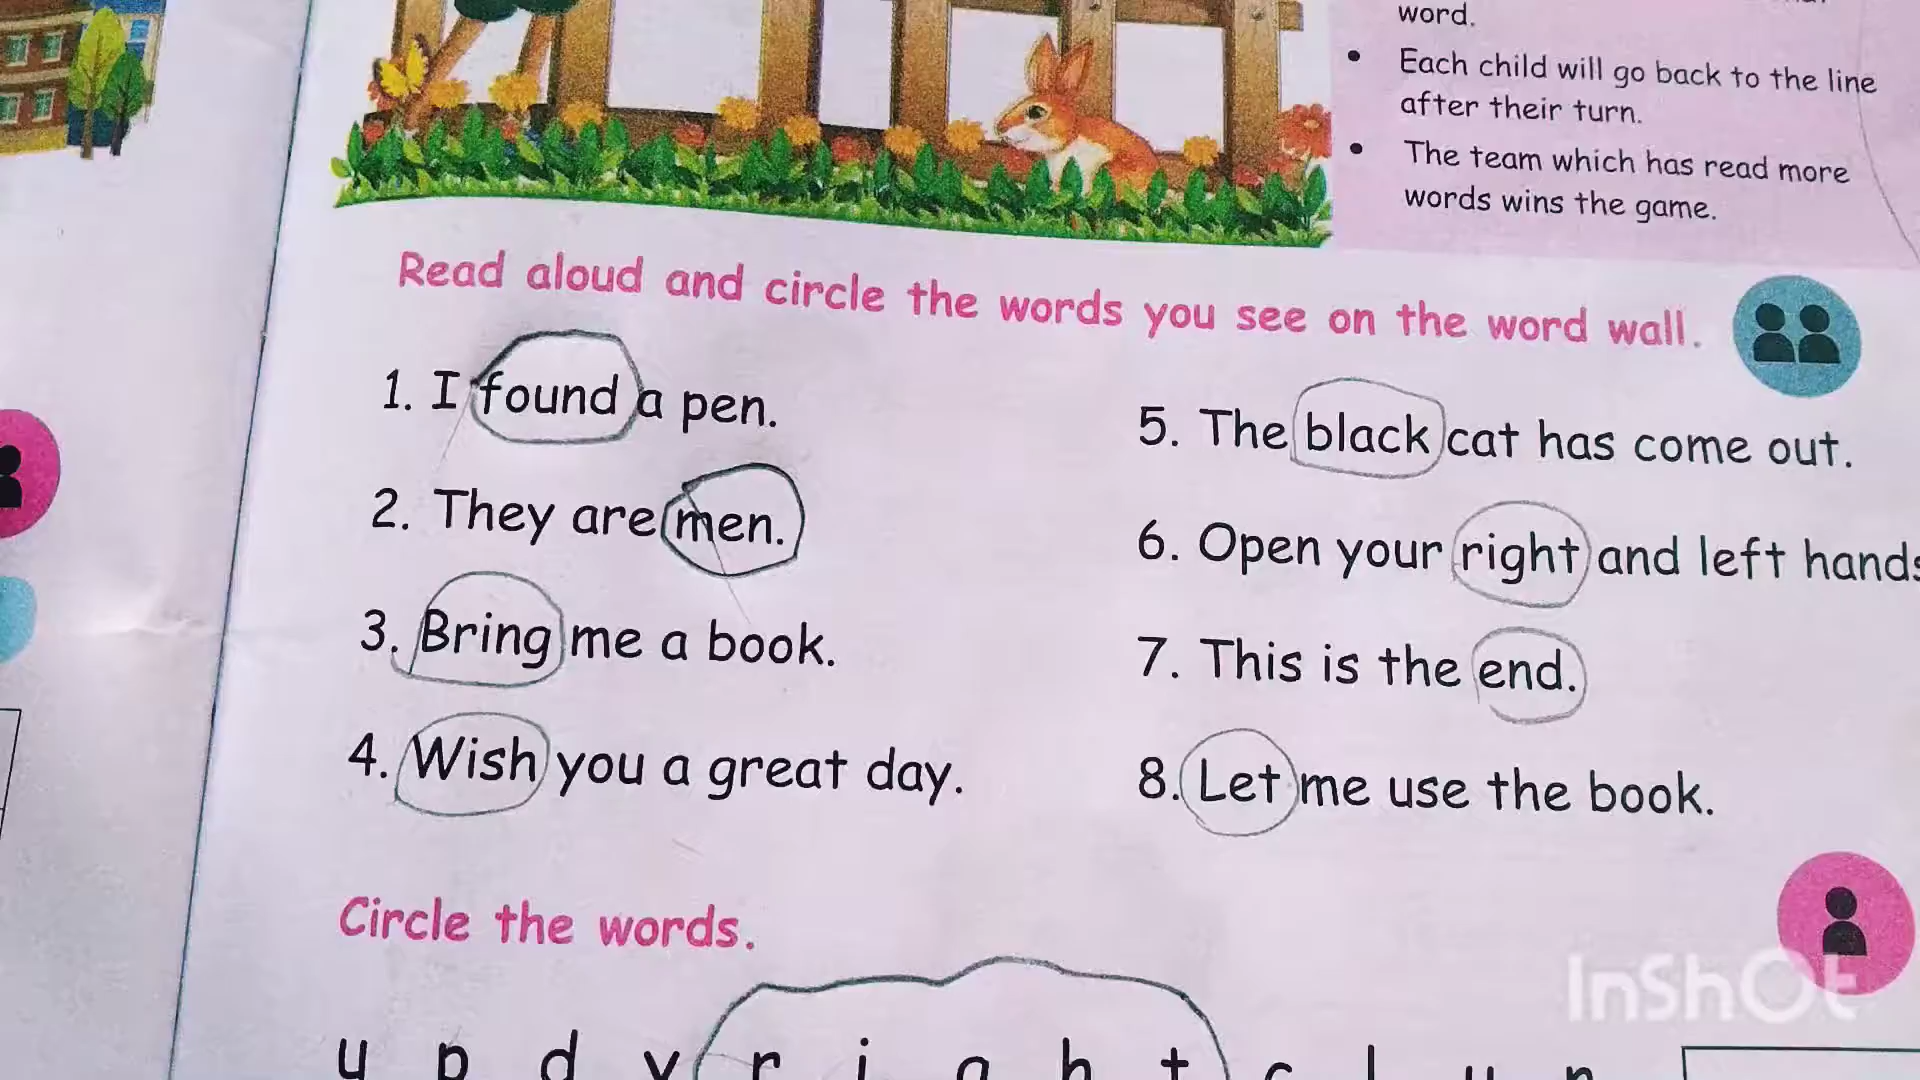 word.
• Each child will go back to the line
after their turn.
• The team which has read more
words wins the game.
Read aloud and circle the words you see on the word wall.
1. I found a pen.
2. They are men.
3. Bring me a book.
4. Wish you a great day.
5. The black cat has come out.
6. Open your right and left hands
7. This is the end.
8. Let me use the book.
Circle the words.
u p d v r i g h t c l u n
InShOt